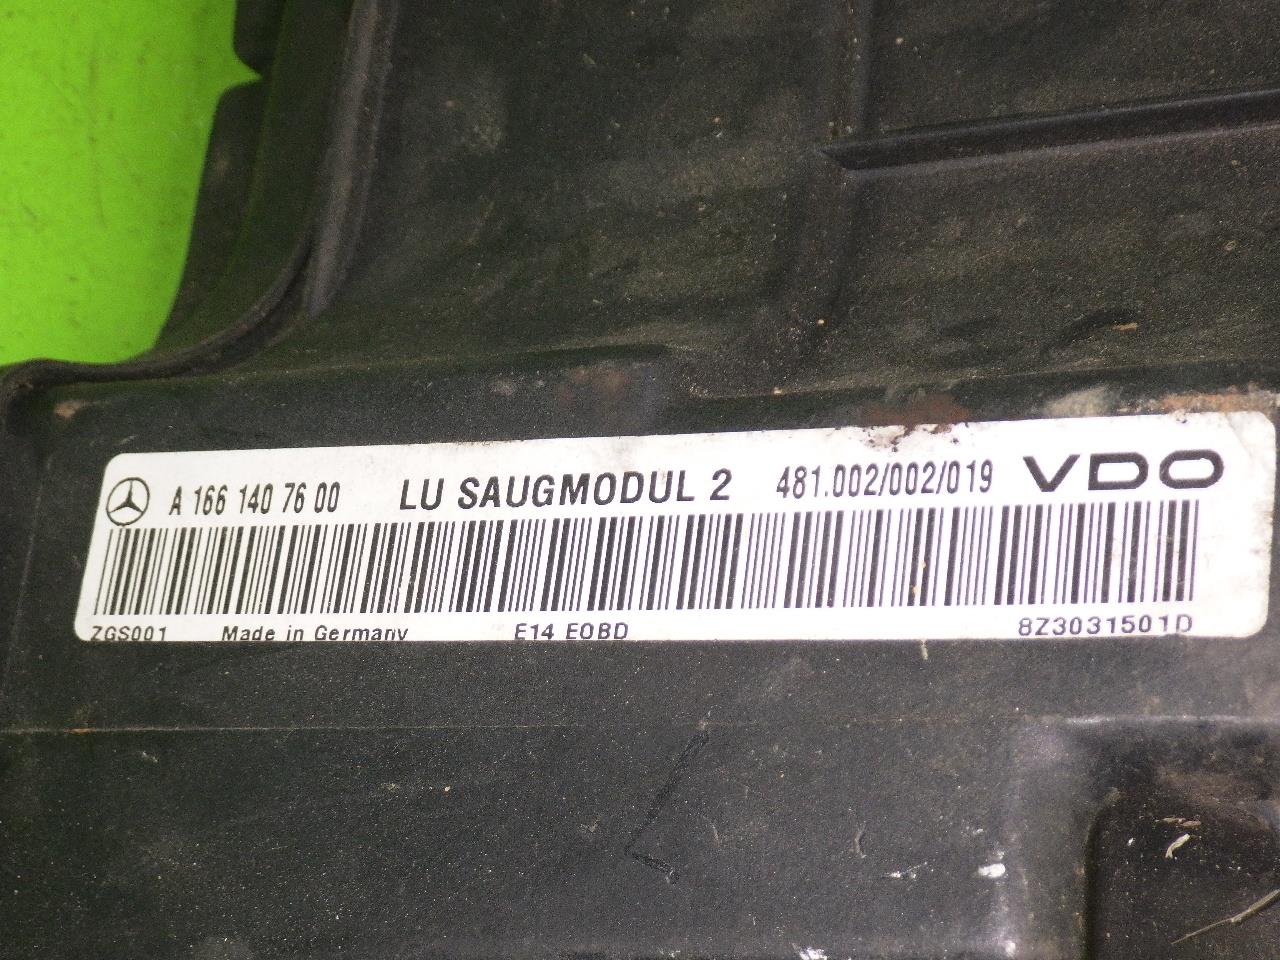 A 166 140 76 00 LU SAUGMODUL 2 481.002/002/019 VDO
ZGS001 Made in Germany E14 EOBD 8Z3031501D